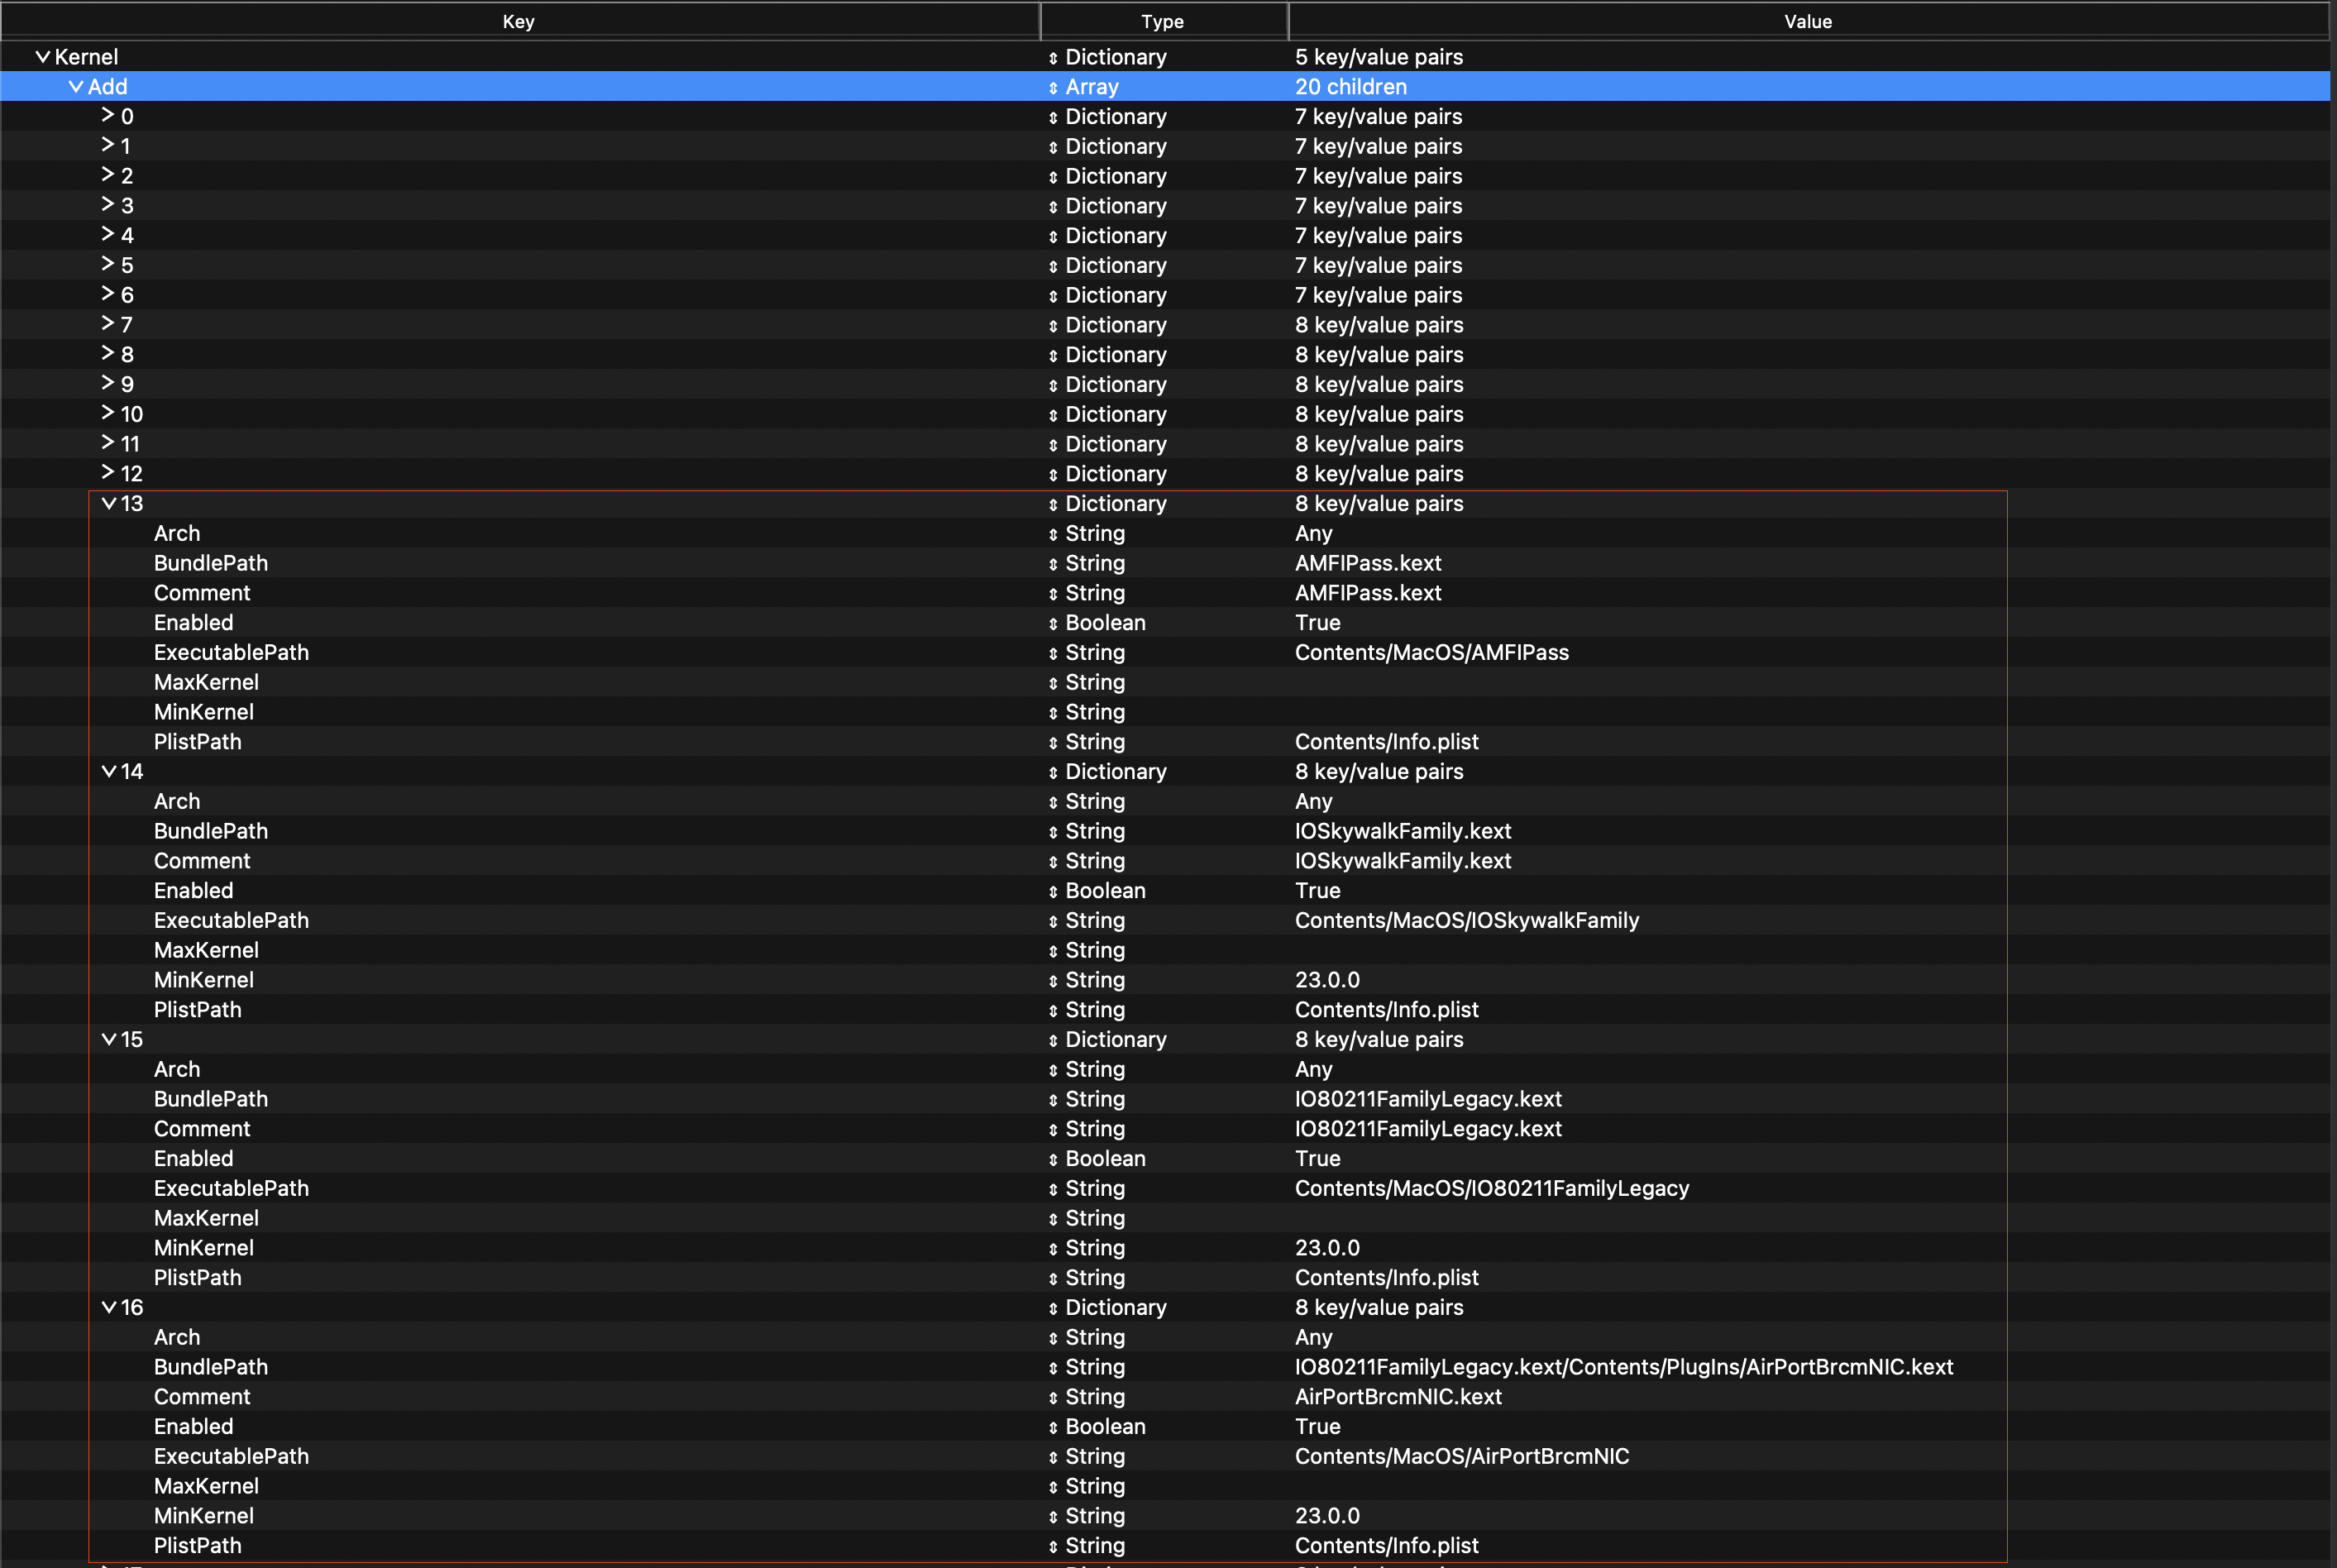 Key Type Value
Kernel Dictionary 5 key/value pairs
Add Array 20 children
0 Dictionary 7 key/value pairs
1 Dictionary 7 key/value pairs
2 Dictionary 7 key/value pairs
3 Dictionary 7 key/value pairs
4 Dictionary 7 key/value pairs
5 Dictionary 7 key/value pairs
6 Dictionary 7 key/value pairs
7 Dictionary 8 key/value pairs
8 Dictionary 8 key/value pairs
9 Dictionary 8 key/value pairs
10 Dictionary 8 key/value pairs
11 Dictionary 8 key/value pairs
12 Dictionary 8 key/value pairs
13 Dictionary 8 key/value pairs
Arch String Any
BundlePath String AMFIPass.kext
Comment String AMFIPass.kext
Enabled Boolean True
ExecutablePath String Contents/MacOS/AMFIPass
MaxKernel String
MinKernel String
PlistPath String Contents/Info.plist
14 Dictionary 8 key/value pairs
Arch String Any
BundlePath String IOSkywalkFamily.kext
Comment String IOSkywalkFamily.kext
Enabled Boolean True
ExecutablePath String Contents/MacOS/IOSkywalkFamily
MaxKernel String
MinKernel String 23.0.0
PlistPath String Contents/Info.plist
15 Dictionary 8 key/value pairs
Arch String Any
BundlePath String IO80211FamilyLegacy.kext
Comment String IO80211FamilyLegacy.kext
Enabled Boolean True
ExecutablePath String Contents/MacOS/IO80211FamilyLegacy
MaxKernel String
MinKernel String 23.0.0
PlistPath String Contents/Info.plist
16 Dictionary 8 key/value pairs
Arch String Any
BundlePath String IO80211FamilyLegacy.kext/Contents/PlugIns/AirPortBrcmNIC.kext
Comment String AirPortBrcmNIC.kext
Enabled Boolean True
ExecutablePath String Contents/MacOS/AirPortBrcmNIC
MaxKernel String
MinKernel String 23.0.0
PlistPath String Contents/Info.plist